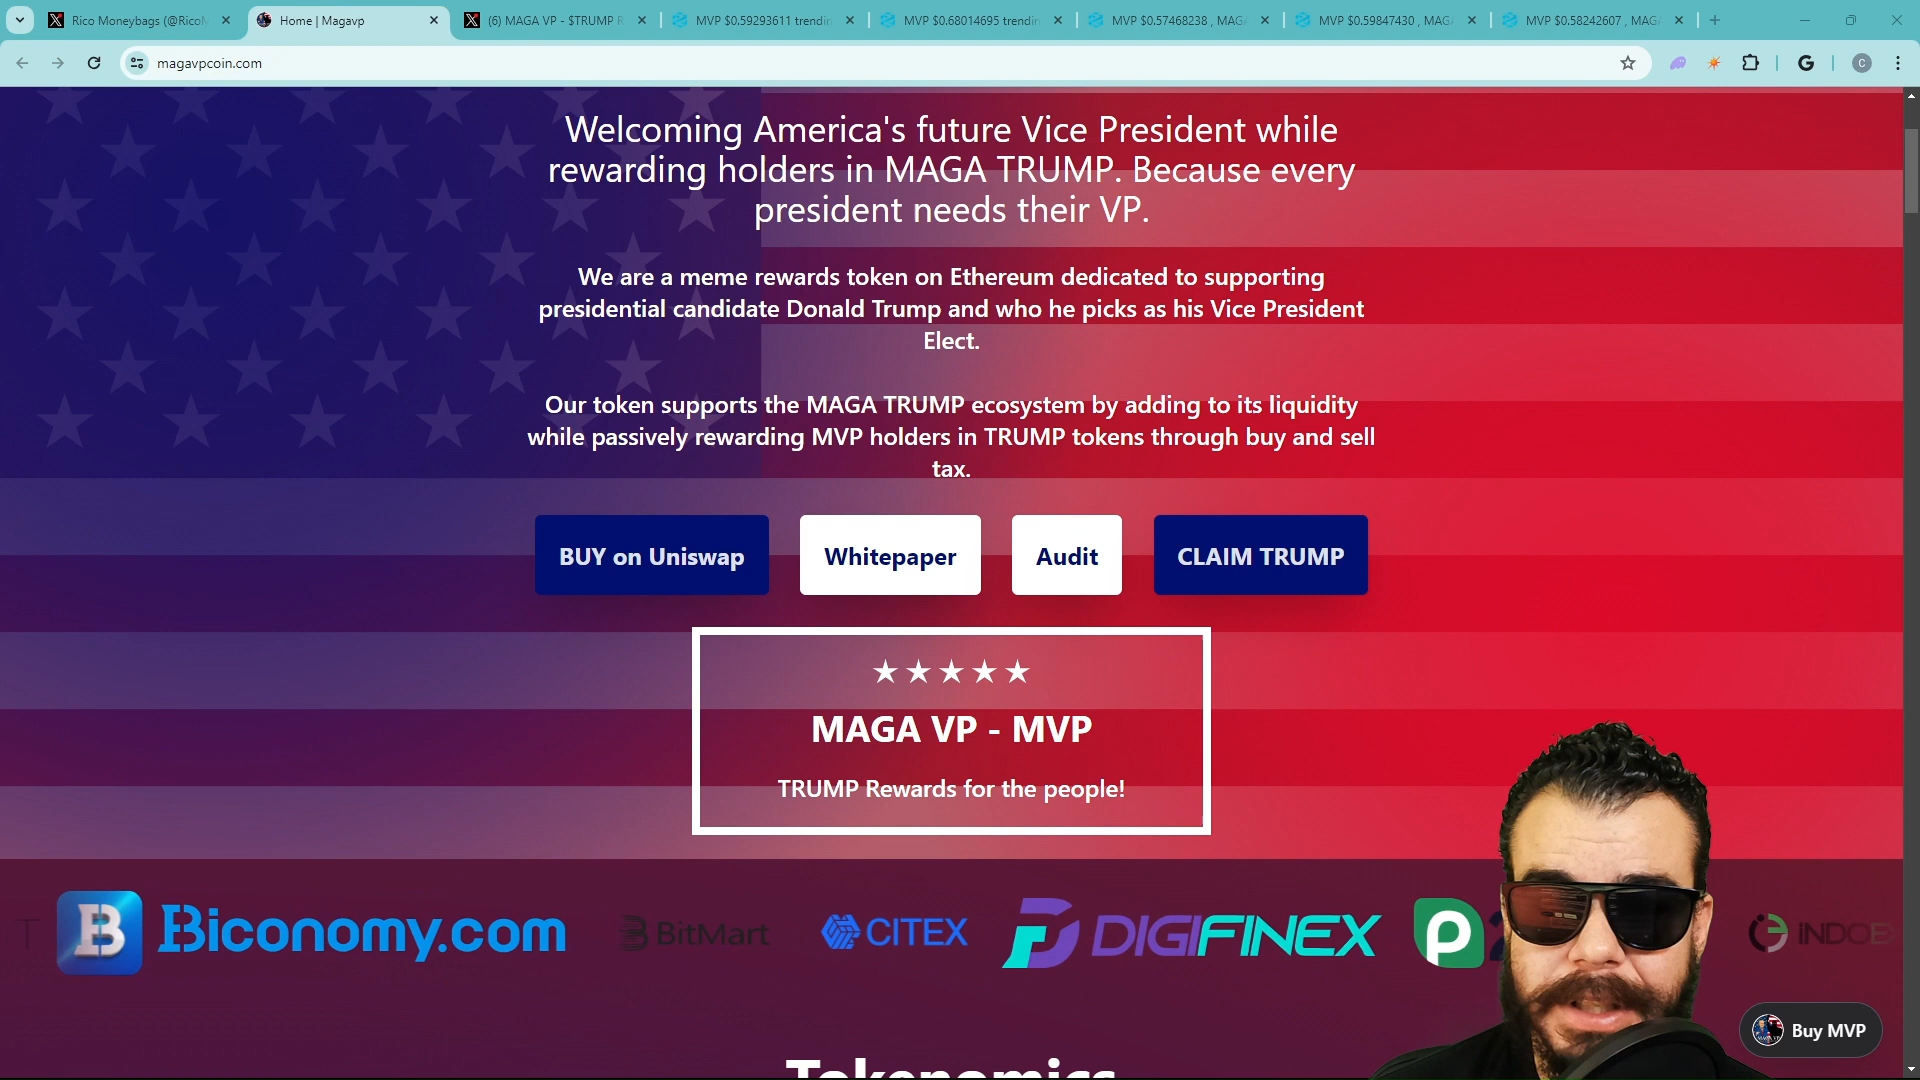 Rico Moneybags (@RicoM
Home | Magavp
(6) MAGA VP - $TRUMP R
MVP $0.59293611 trendin
MVP $0.68014695 trendin
MVP $0.57468238 , MAGA
MVP $0.59847430 , MAGA
MVP $0.58242607 , MAGA
magavpcoin.com
G
C
Welcoming America's future Vice President while
rewarding holders in MAGA TRUMP. Because every
president needs their VP.
We are a meme rewards token on Ethereum dedicated to supporting
presidential candidate Donald Trump and who he picks as his Vice President
Elect.
Our token supports the MAGA TRUMP ecosystem by adding to its liquidity
while passively rewarding MVP holders in TRUMP tokens through buy and sell
tax.
BUY on Uniswap
Whitepaper
Audit
CLAIM TRUMP
MAGA VP - MVP
TRUMP Rewards for the people!
Biconomy.com
BitMart
CITEX
DIGIFINEX
INDOE
Buy MVP
Tokenomics